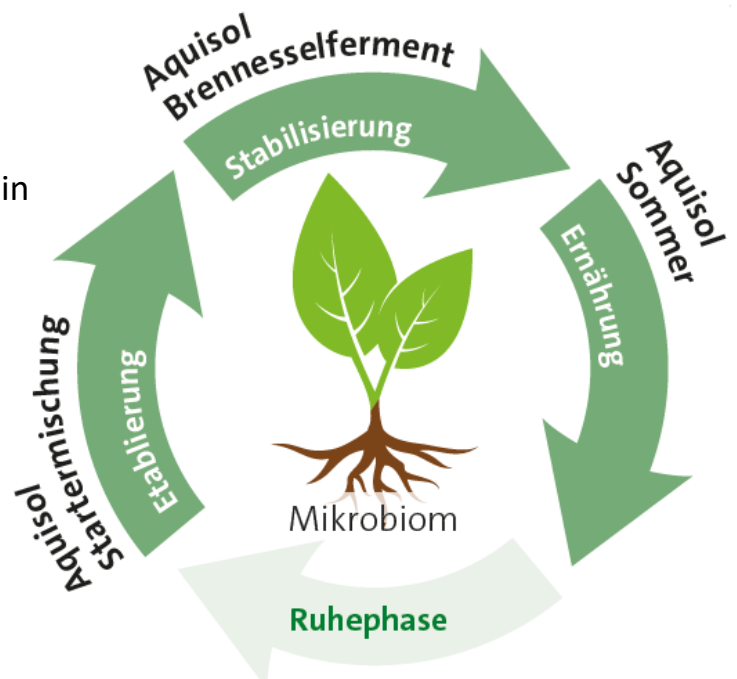 Aquisol
Brennesselferment
Stabilisierung
in
Aquisol
Sommer
Ernährung
Aquisol
Startermischung
Etablierung
Mikrobiom
Ruhephase